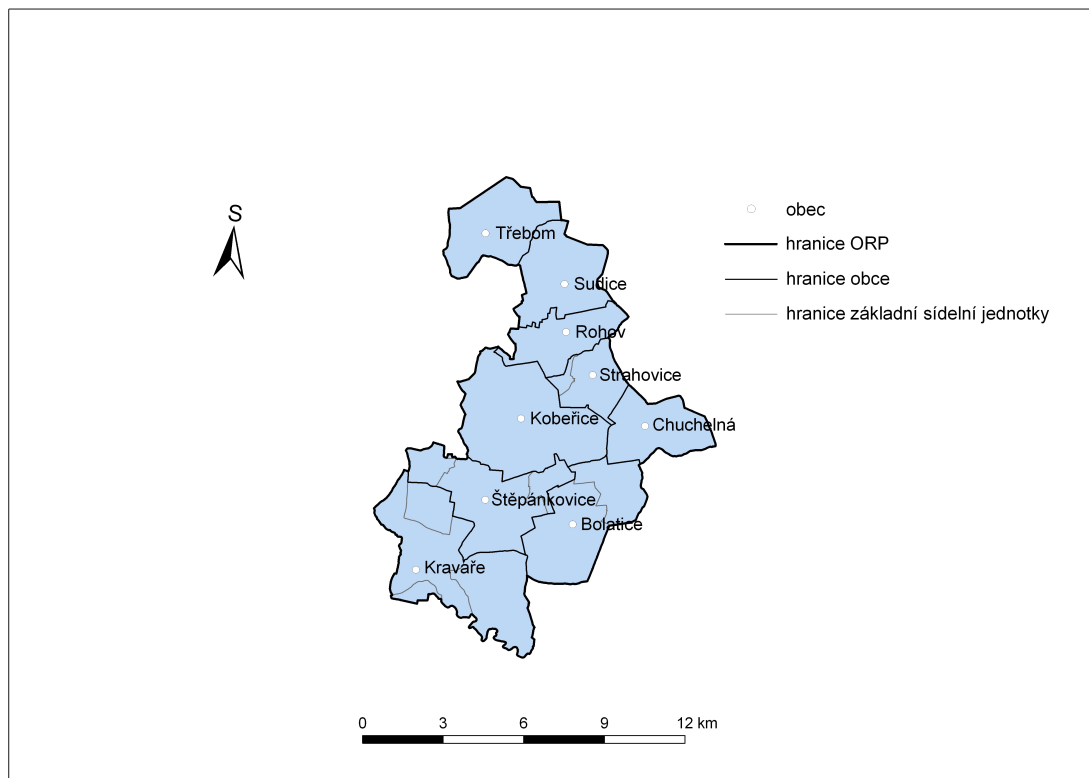 S
Třebom
Sudice
Rohov
Strahovice
Kobeřice
Chuchelná
Štěpánkovice
Bolatice
Kravaře
obec
hranice ORP
hranice obce
hranice základní sídelní jednotky
0 3 6 9 12 km